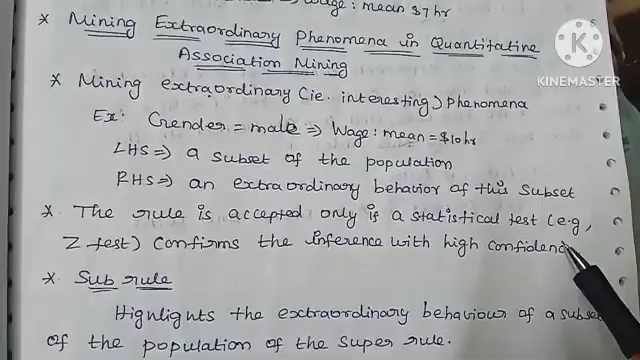 ⇒ Wage: mean $7 hr
* Mining Extraordinary Phenomena in Quantitative
Association Mining
* Mining extraordinary (ie. interesting) phenomena
Ex: Gender = male ⇒ Wage: mean = $10 hr
LHS ⇒ a subset of the population
RHS ⇒ an extraordinary behavior of this subset
* The rule is accepted only if a statistical test (e.g,
Z test) confirms the inference with high confidenc
* Sub rule
Highlights the extraordinary behaviour of a subset
of the population of the super rule.
KINEMASTER